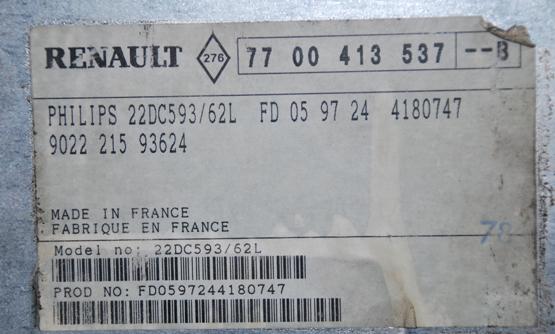 RENAULT 276 77 00 413 537 --B
PHILIPS 22DC593/62L FD 05 97 24 4180747
9022 215 93624
MADE IN FRANCE
FABRIQUE EN FRANCE
78
Model no: 22DC593/62L
PROD NO: FD0597244180747